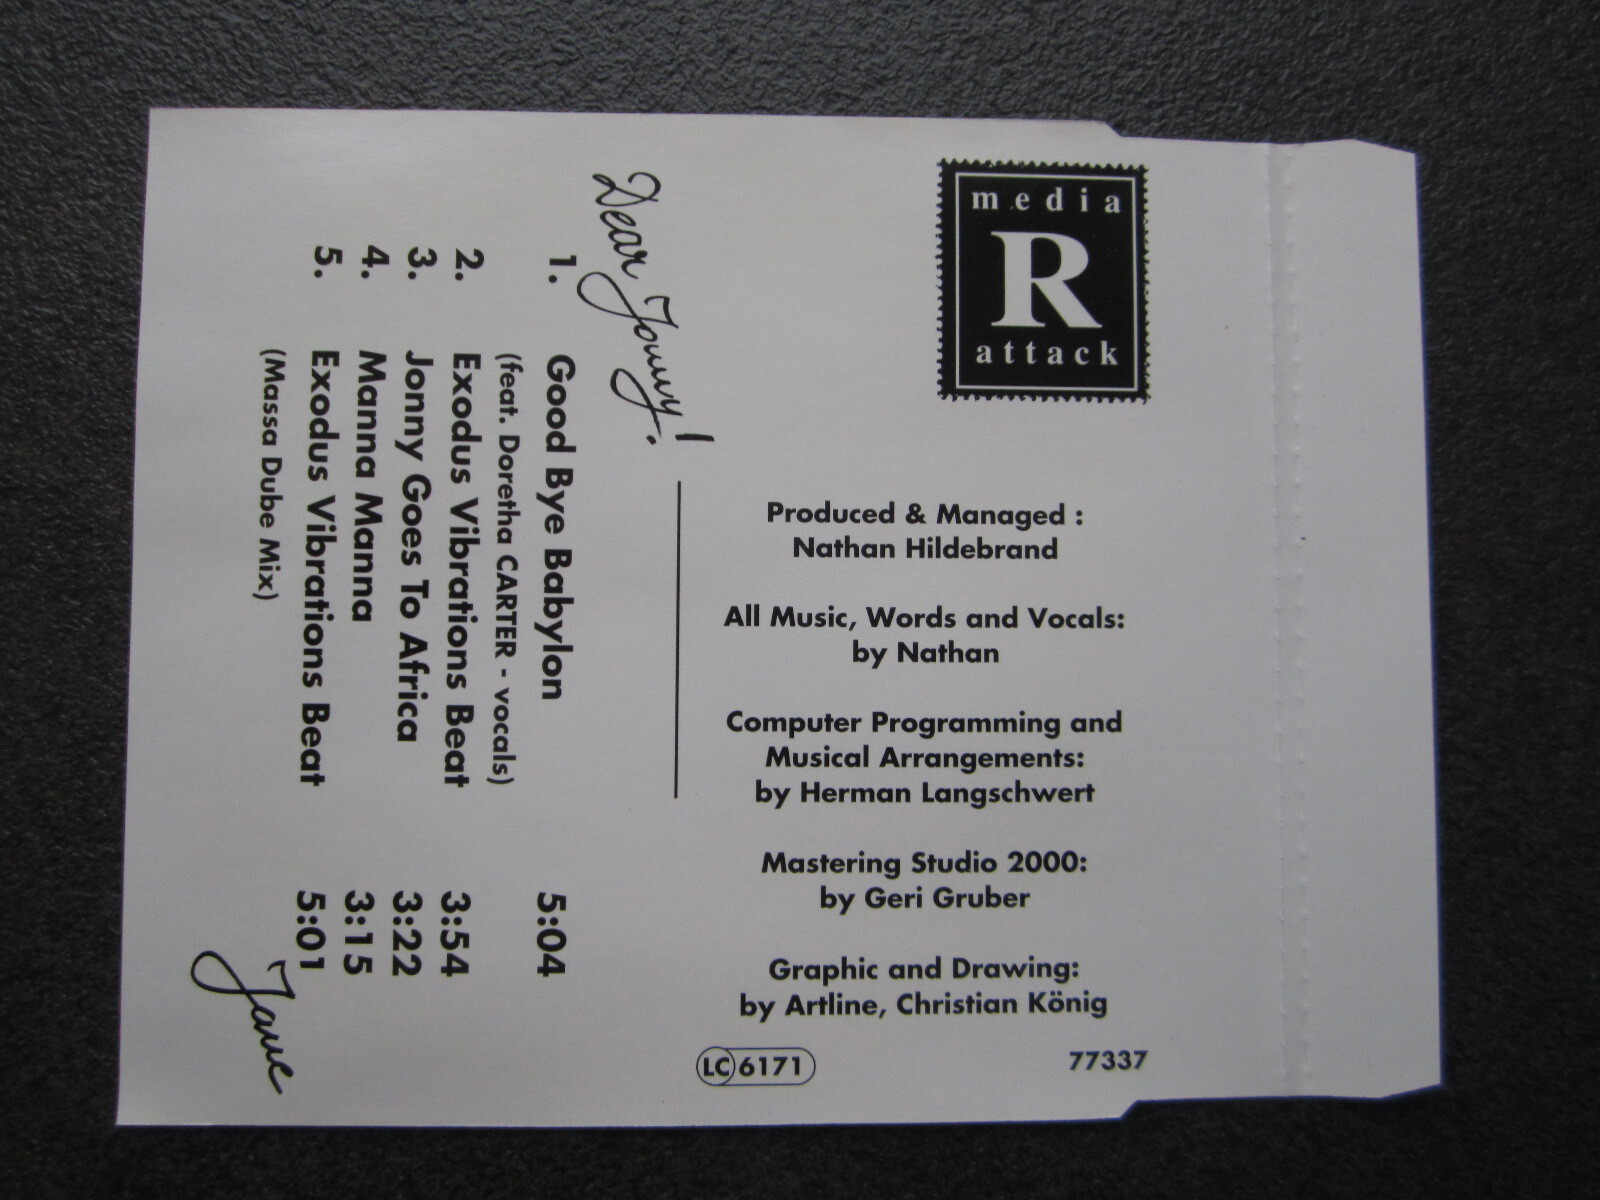 media
R
attack
Produced & Managed :
Nathan Hildebrand
All Music, Words and Vocals:
by Nathan
Computer Programming and
Musical Arrangements:
by Herman Langschwert
Mastering Studio 2000:
by Geri Gruber
Graphic and Drawing:
by Artline, Christian König
LC 6171
77337
Dear Jonny!
1. Good Bye Babylon 5:04
(feat. Doretha CARTER - vocals)
2. Exodus Vibrations Beat 3:54
3. Jonny Goes To Africa 3:22
4. Manna Manna 3:15
5. Exodus Vibrations Beat 5:01
(Massa Dube Mix)
Jane